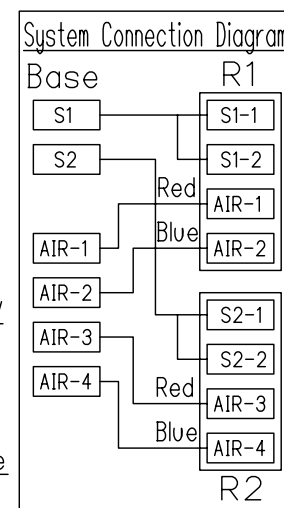 System Connection Diagram
Base R1
S1 S1-1
S2 S1-2
Red AIR-1
AIR-1 Blue AIR-2
AIR-2
AIR-3 S2-1
AIR-4 S2-2
Red AIR-3
Blue AIR-4
R2